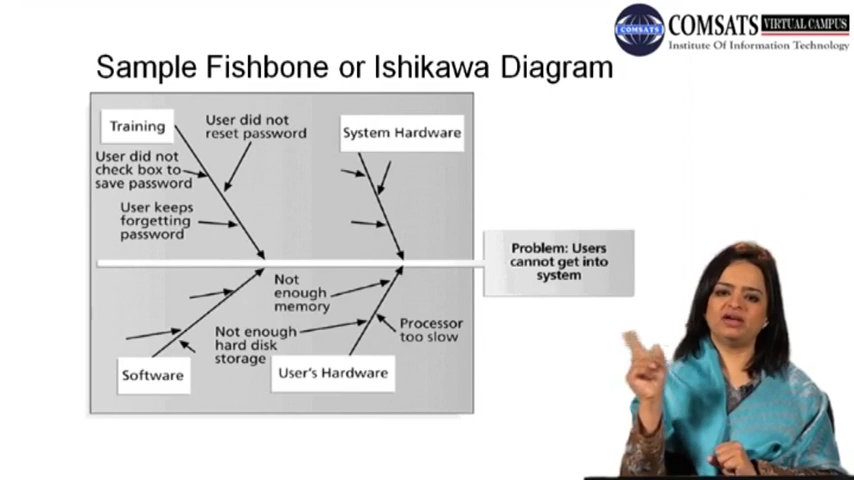 COMSATS
COMSATS VIRTUAL CAMPUS
Institute Of Information Technology
Sample Fishbone or Ishikawa Diagram
Training
User did not
reset password
System Hardware
User did not
check box to
save password
User keeps
forgetting
password
Problem: Users
cannot get into
system
Not
enough
memory
Not enough
hard disk
storage
Processor
too slow
Software
User's Hardware